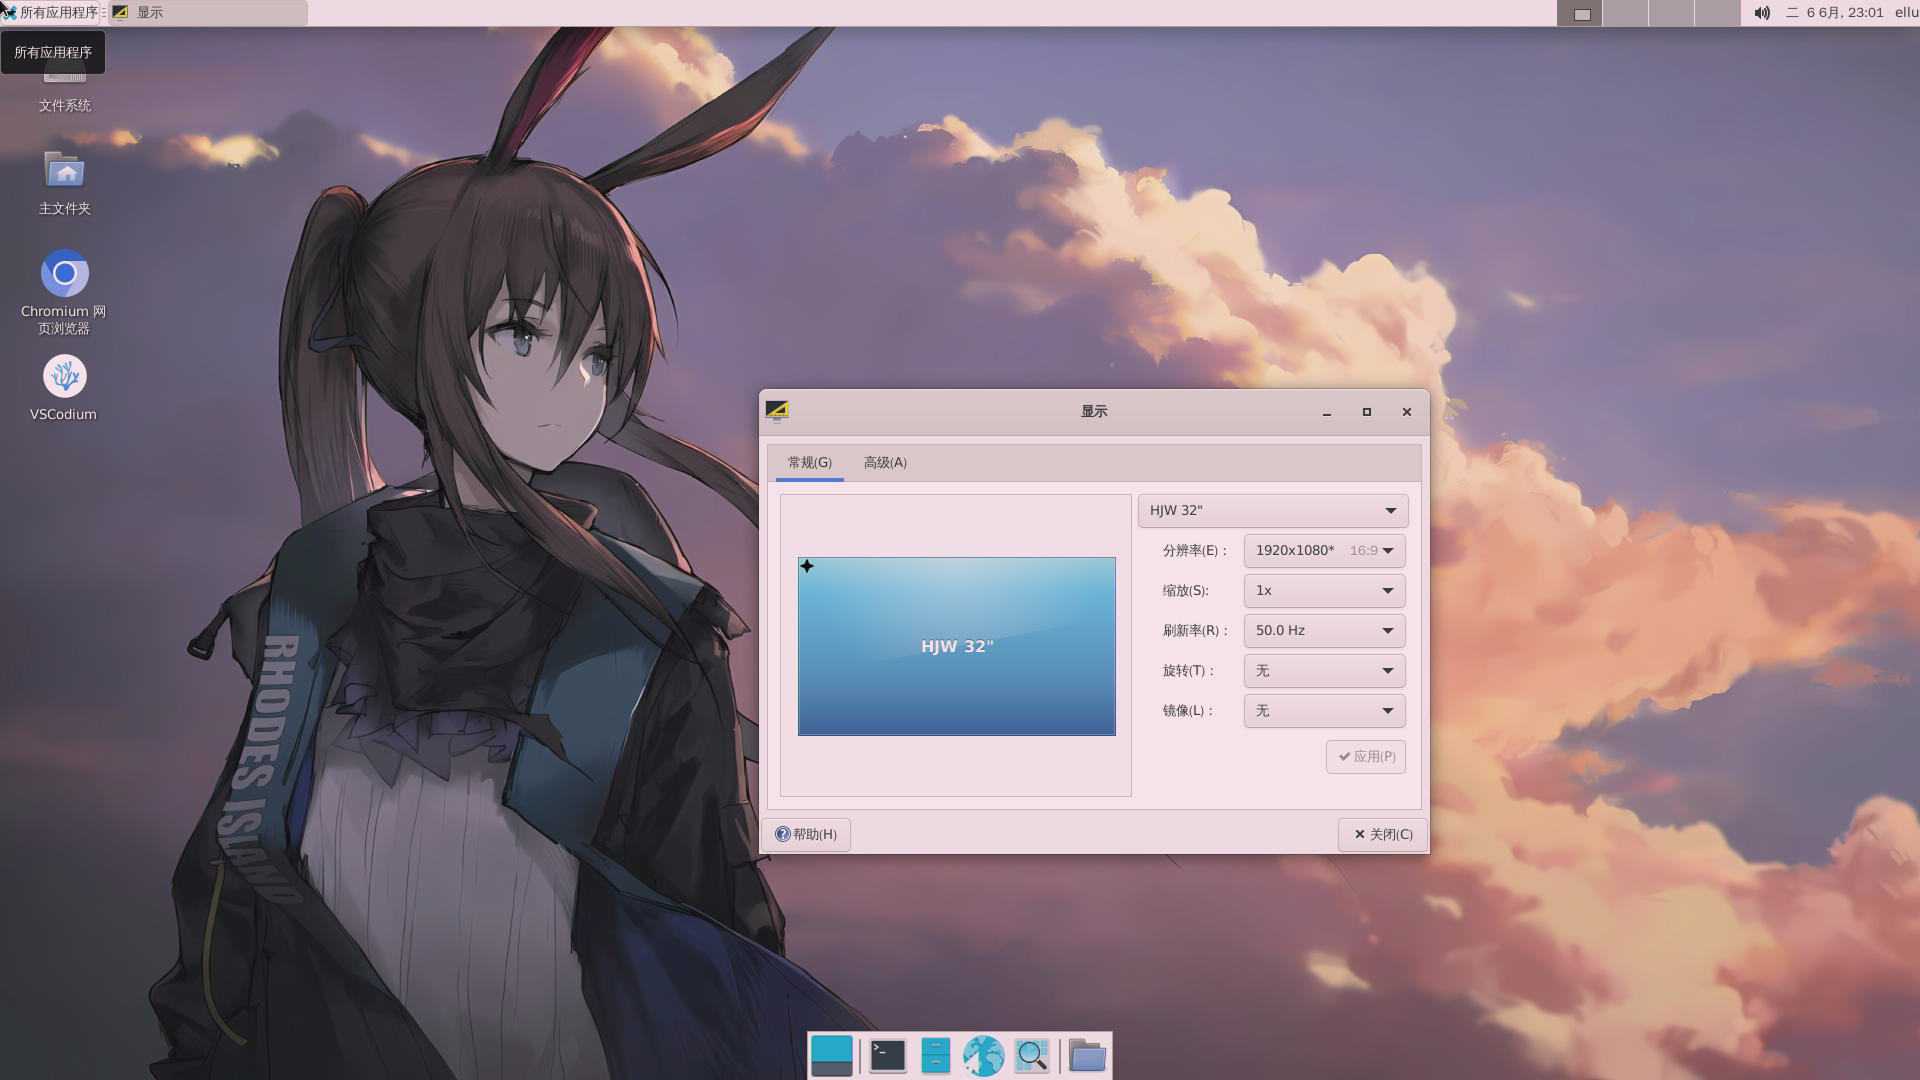 所有应用程序
显示
二 6 6月, 23:01
ellu
所有应用程序
文件系统
主文件夹
Chromium 网
页浏览器
VSCodium
RHODES ISLAND
显示
常规(G)
高级(A)
HJW 32"
HJW 32"
分辨率(E)：
1920x1080*
16:9
缩放(S):
1x
刷新率(R)：
50.0 Hz
旋转(T)：
无
镜像(L)：
无
应用(P)
帮助(H)
关闭(C)